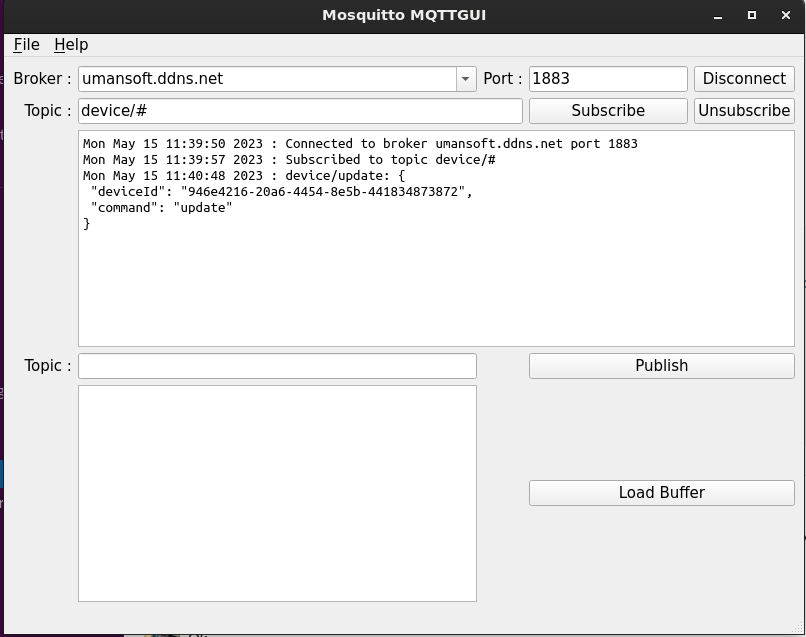 Mosquitto MQTTGUI
File Help
Broker : umansoft.ddns.net Port : 1883 Disconnect
Topic : device/# Subscribe Unsubscribe
Mon May 15 11:39:50 2023 : Connected to broker umansoft.ddns.net port 1883
Mon May 15 11:39:57 2023 : Subscribed to topic device/#
Mon May 15 11:40:48 2023 : device/update: {
"deviceId": "946e4216-20a6-4454-8e5b-441834873872",
"command": "update"
}
Topic : Publish
Load Buffer